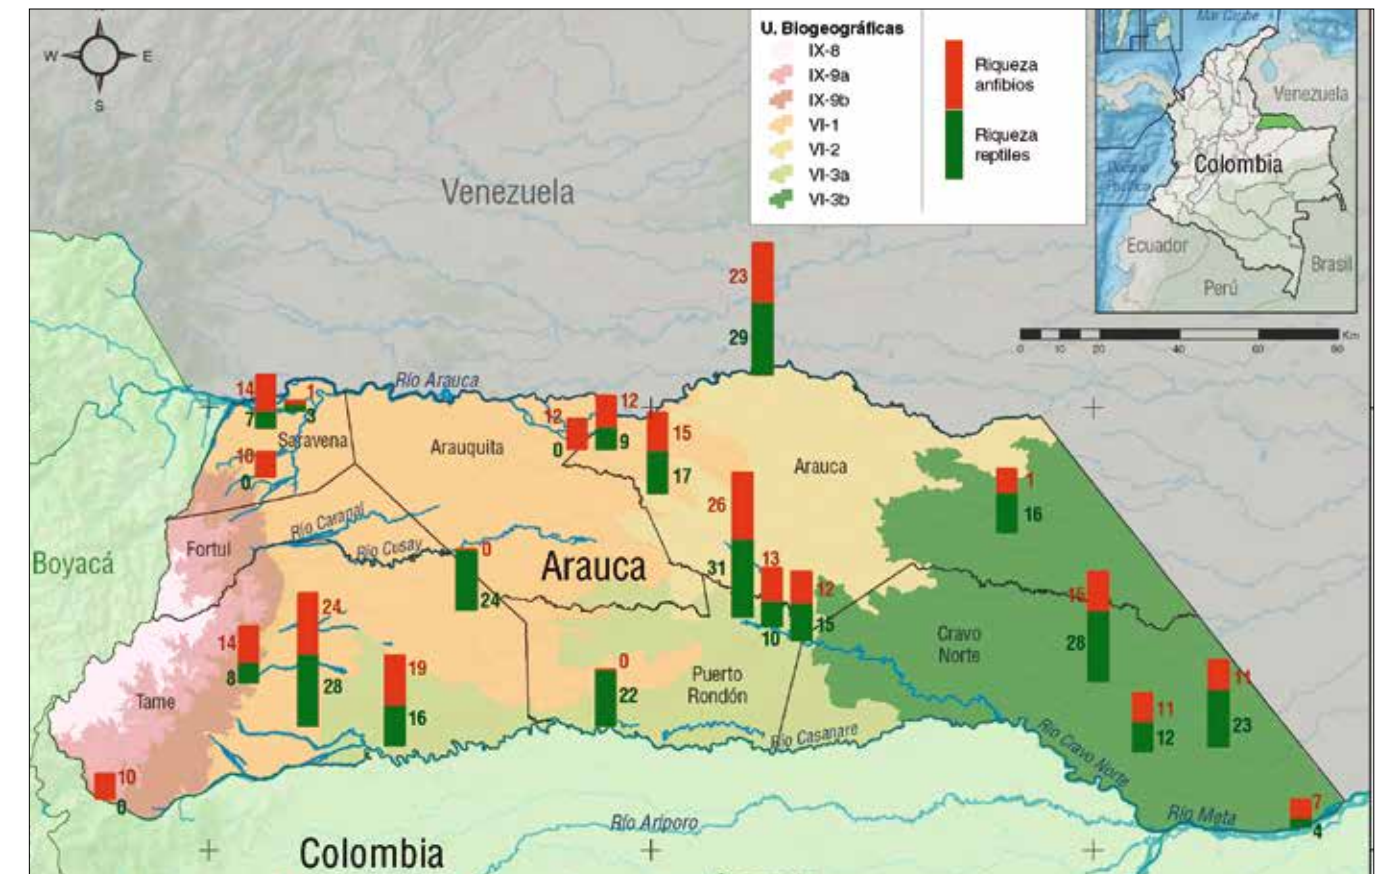 W
E
S
U. Biogeográficas
IX-8
IX-9a
IX-9b
VI-1
VI-2
VI-3a
VI-3b
Riqueza
anfibios
Riqueza
reptiles
Mar Caribe
Venezuela
Colombia
Ecuador
Perú
Brasil
0 10 20 40 60 80 Km
Venezuela
23
29
Río Arauca
14
7
1
3
Saravena
10
0
Arauquita
12
0
12
9
15
17
Arauca
26
31
1
16
Río Caranal
Río Cusay
Fortul
Boyacá
0
24
Arauca
13
10
12
15
15
28
Cravo
Norte
24
28
14
8
19
16
Tame
0
22
Puerto
Rondón
Río Casanare
Río Cravo Norte
11
12
11
23
10
0
7
4
Río Meta
Río Ariporo
Colombia